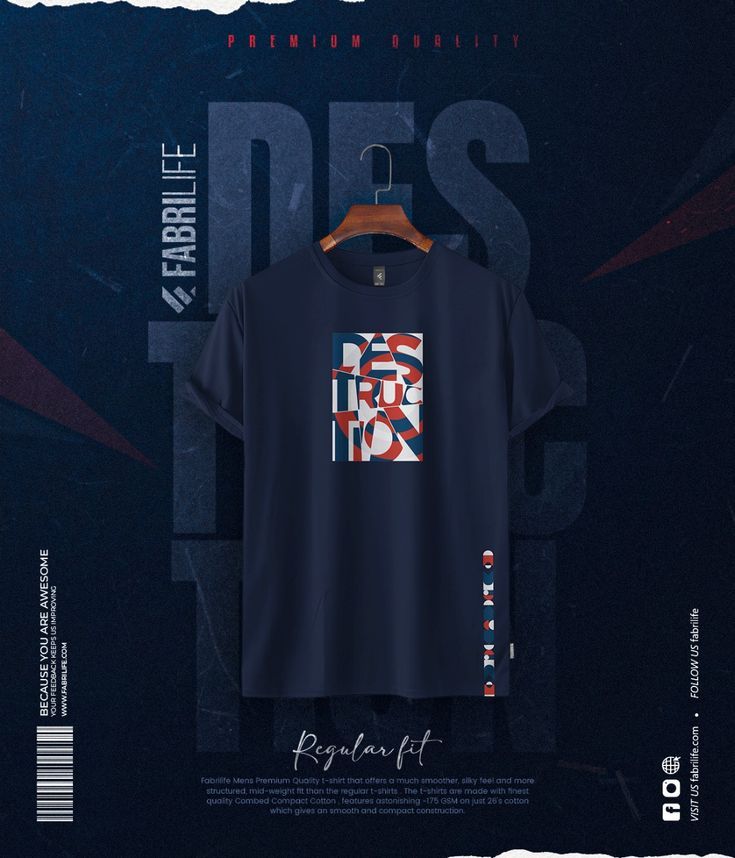 PREMIUM QUALITY
DES
TRUC
TION
FABRILIFE
DES
TRUC
TION
BECAUSE YOU ARE AWESOME
YOUR FEEDBACK KEEPS US IMPROVING
WWW.FABRILIFE.COM
VISIT US fabrilife.com • FOLLOW US fabrilife
Regular fit
Fabrilife Mens Premium Quality t-shirt that offers a much smoother, silky feel and more
structured, mid-weight fit than the regular t-shirts . The t-shirts are made with finest
quality Combed Compact Cotton , features astonishing ~175 GSM on just 26's cotton
which gives an smooth and compact construction.